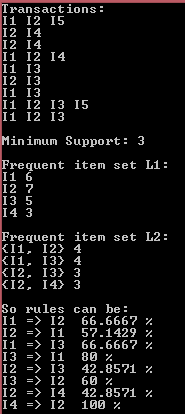 Transactions:
I1 I2 I5
I2 I4
I2 I4
I1 I2 I4
I1 I3
I2 I3
I1 I3
I1 I2 I3 I5
I1 I2 I3
Minimum Support: 3
Frequent item set L1:
I1 6
I2 7
I3 5
I4 3
Frequent item set L2:
{I1, I2} 4
{I1, I3} 4
{I2, I3} 3
{I2, I4} 3
So rules can be:
I1 => I2 66.6667 %
I2 => I1 57.1429 %
I1 => I3 66.6667 %
I3 => I1 80 %
I2 => I3 42.8571 %
I3 => I2 60 %
I2 => I4 42.8571 %
I4 => I2 100 %